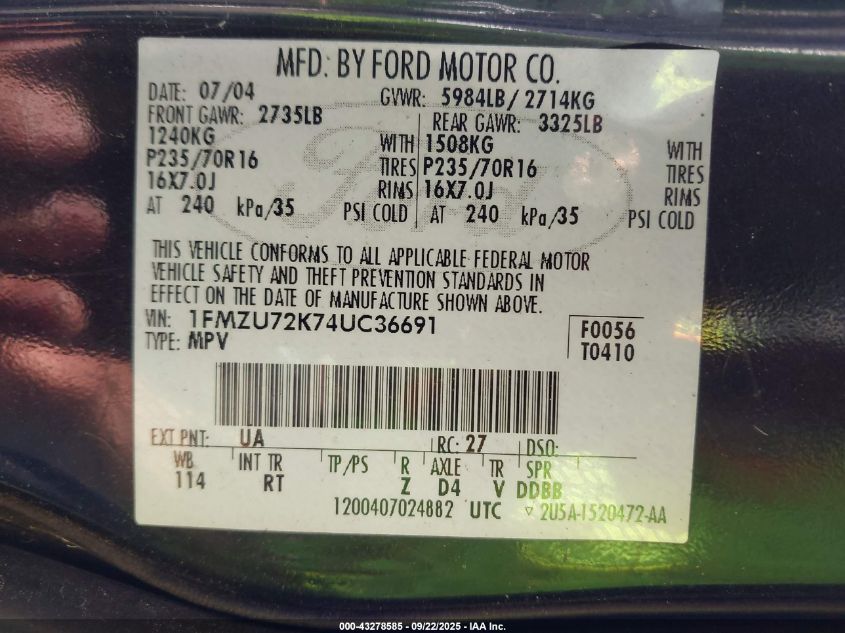 MFD. BY FORD MOTOR CO.
DATE: 07/04 GVWR: 5984LB/ 2714KG
FRONT GAWR: 2735LB REAR GAWR: 3325LB
1240KG WITH 1508KG WITH
P235/70R16 TIRES P235/70R16 TIRES
16X7.0J RIMS 16X7.0J RIMS
AT 240 kPa/35 PSI COLD AT 240 kPa/35 PSI COLD
THIS VEHICLE CONFORMS TO ALL APPLICABLE FEDERAL MOTOR
VEHICLE SAFETY AND THEFT PREVENTION STANDARDS IN
EFFECT ON THE DATE OF MANUFACTURE SHOWN ABOVE.
VIN: 1FMZU72K74UC36691 F0056
TYPE: MPV T0410
EXT PNT: UA RC: 27 DSO:
WB INT TR TP/PS R AXLE TR SPR
114 RT Z D4 V DDBB
1200407024882 UTC ▽ 2U5A-1520472-AA
Ford
000-43278585 - 09/22/2025 - IAA Inc.